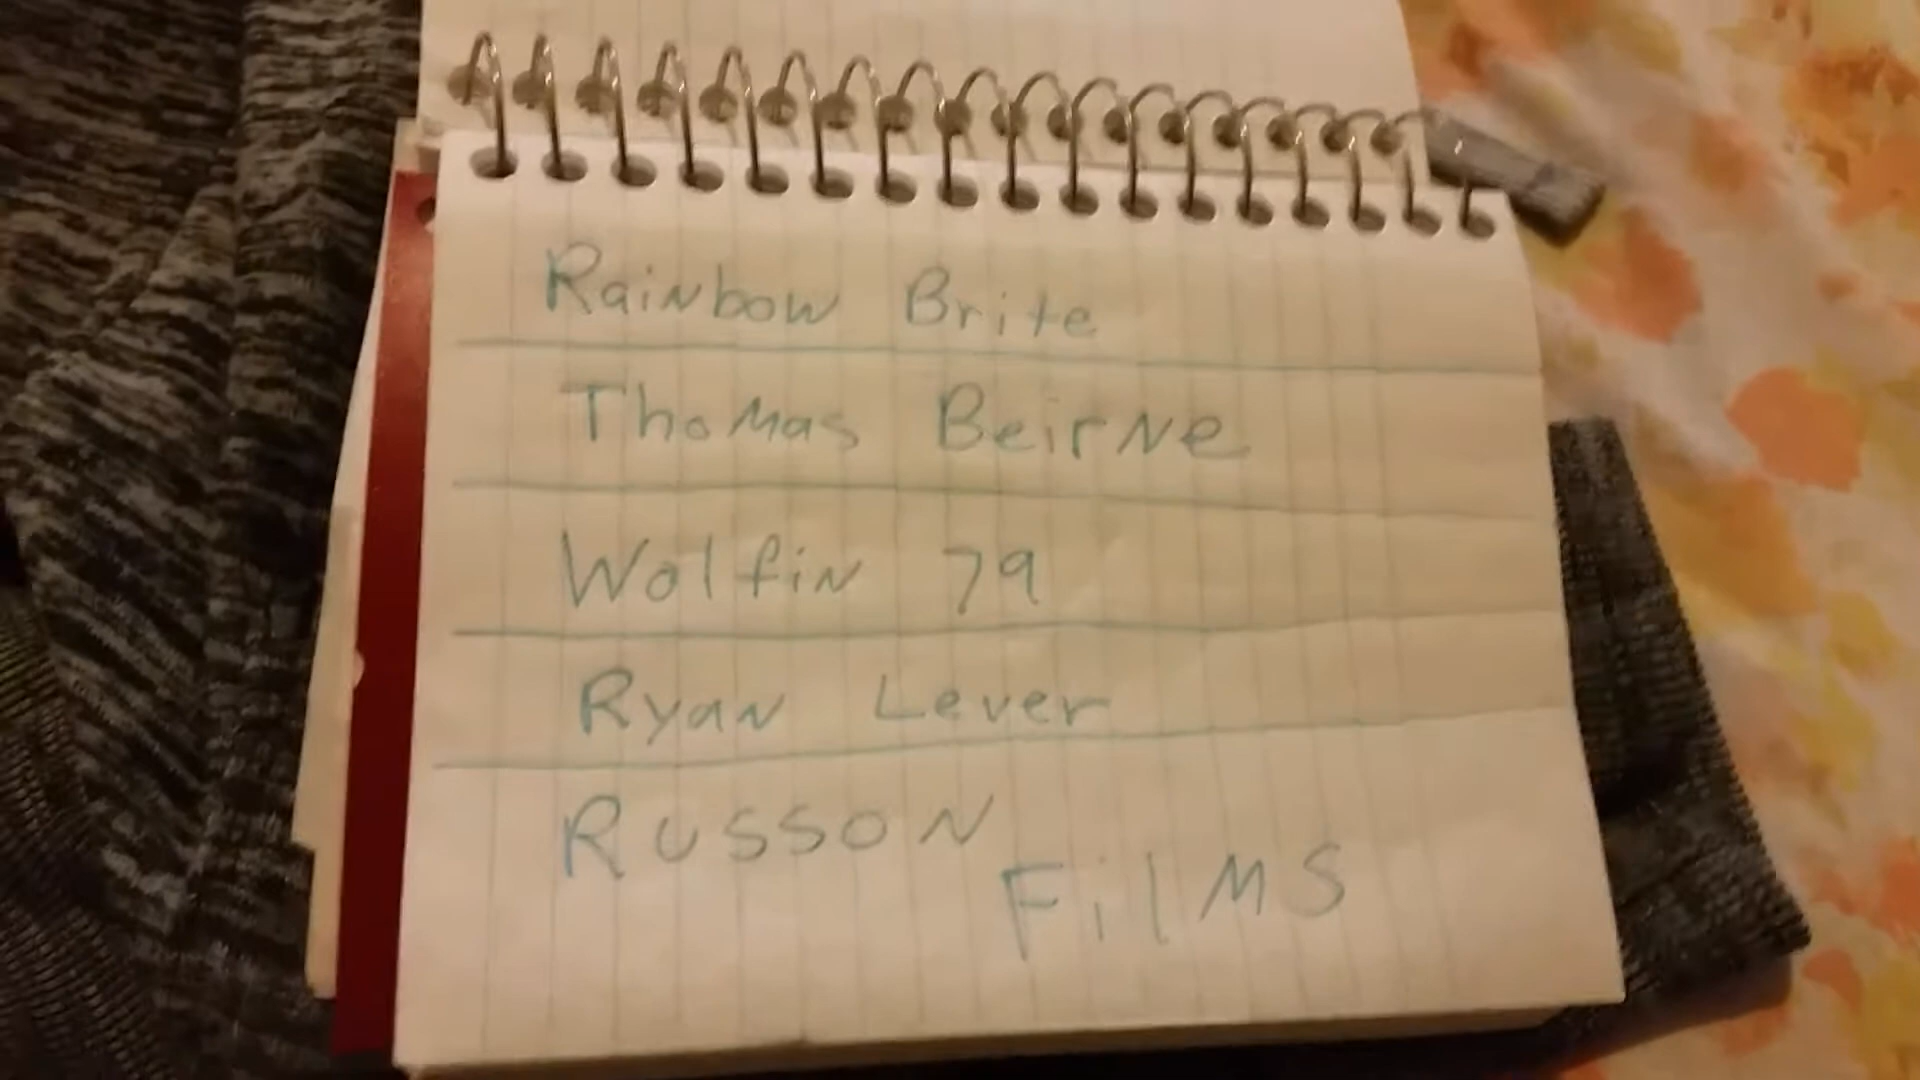 Rainbow Brite
Thomas Beirne
Wolfin 79
Ryan Lever
Russon
Films